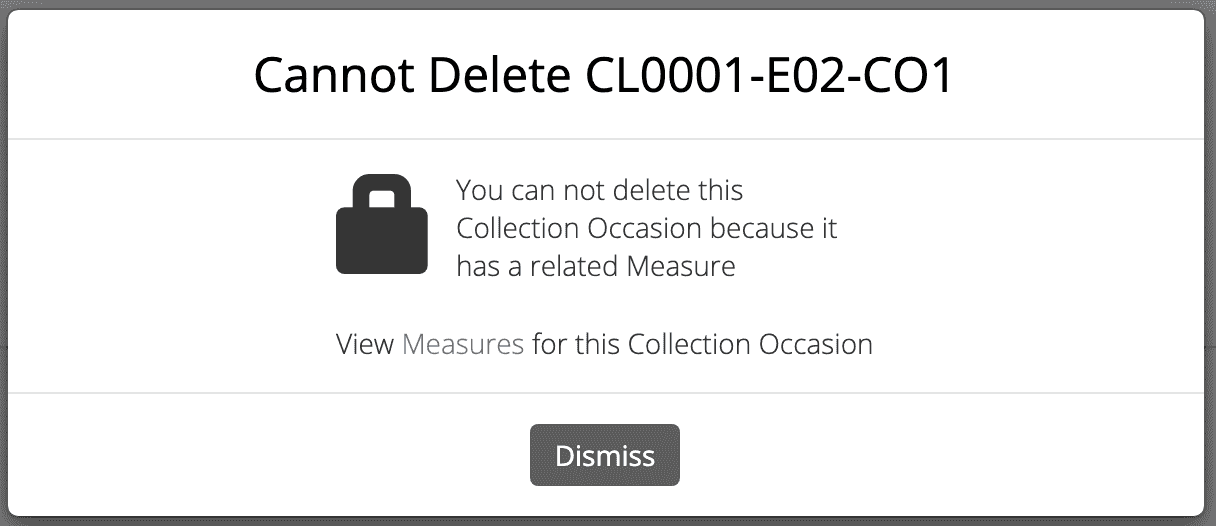 Cannot Delete CL0001-E02-CO1
You can not delete this
Collection Occasion because it
has a related Measure
View Measures for this Collection Occasion
Dismiss